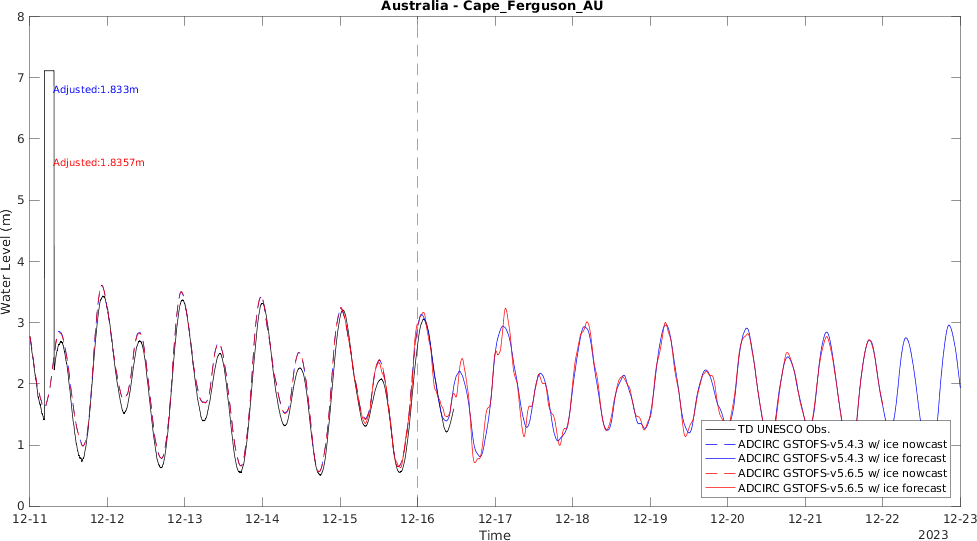 Australia - Cape_Ferguson_AU
8
7
6
5
4
3
2
1
0
Water Level (m)
Adjusted:1.833m
Adjusted:1.8357m
TD UNESCO Obs.
ADCIRC GSTOFS-v5.4.3 w/ ice nowcast
ADCIRC GSTOFS-v5.4.3 w/ ice forecast
ADCIRC GSTOFS-v5.6.5 w/ ice nowcast
ADCIRC GSTOFS-v5.6.5 w/ ice forecast
12-11 12-12 12-13 12-14 12-15 12-16 12-17 12-18 12-19 12-20 12-21 12-22 12-23
Time
2023